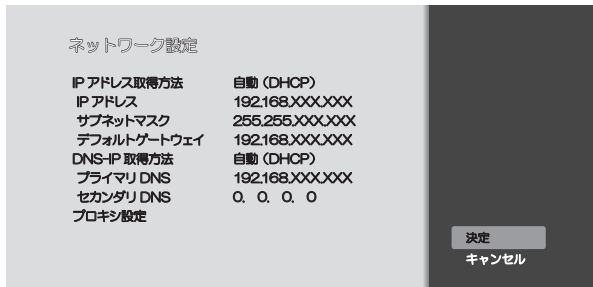 ネットワーク設定
IPアドレス取得方法 自動（DHCP）
IPアドレス 192.168.XXX.XXX
サブネットマスク 255.255.XXX.XXX
デフォルトゲートウェイ 192.168.XXX.XXX
DNS-IP取得方法 自動（DHCP）
プライマリDNS 192.168.XXX.XXX
セカンダリDNS 0. 0. 0. 0
プロキシ設定
決定
キャンセル